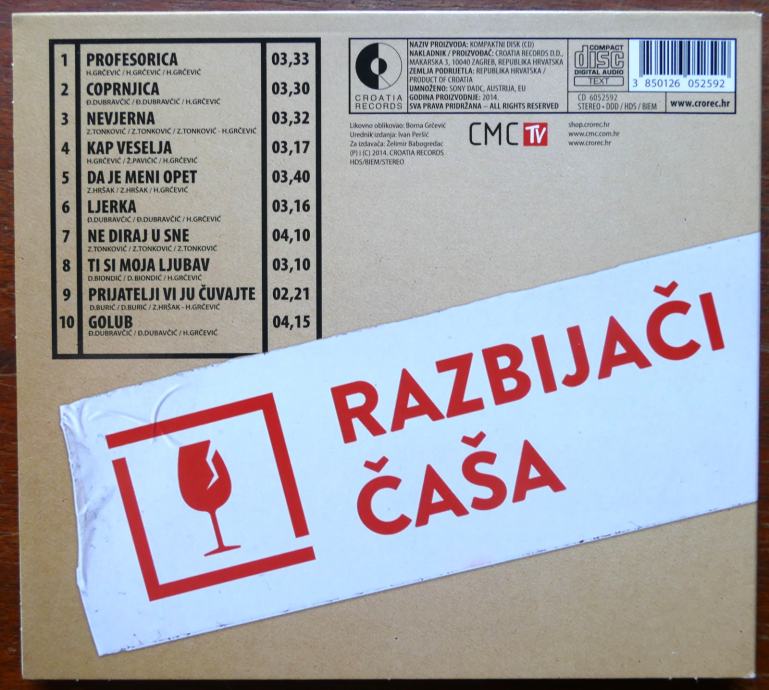 1 PROFESORICA 03,33
H.GRČEVIĆ / H.GRČEVIĆ / H.GRČEVIĆ
2 COPRNJICA 03,30
Đ.DUBRAVČIĆ / Đ.DUBRAVČIĆ / H.GRČEVIĆ
3 NEVJERNA 03,32
Z.TONKOVIĆ / Z.TONKOVIĆ / Z.TONKOVIĆ - H.GRČEVIĆ
4 KAP VESELJA 03,17
H.GRČEVIĆ / Ž.PAVIČIĆ / H.GRČEVIĆ
5 DA JE MENI OPET 03,40
Z.HRŠAK / Z.HRŠAK / H.GRČEVIĆ
6 LJERKA 03,16
Đ.DUBRAVČIĆ / Đ.DUBRAVČIĆ / H.GRČEVIĆ
7 NE DIRAJ U SNE 04,10
Z.TONKOVIĆ / Z.TONKOVIĆ / Z.TONKOVIĆ
8 TI SI MOJA LJUBAV 03,10
D.BIONDIĆ / D.BIONDIĆ / H.GRČEVIĆ
9 PRIJATELJI VI JU ČUVAJTE 02,21
D.BURIĆ / D.BURIĆ / Z.HRŠAK - H.GRČEVIĆ
10 GOLUB 04,15
Đ.DUBRAVČIĆ / Đ.DUBAVČIĆ / H.GRČEVIĆ
CROATIA
RECORDS
NAZIV PROIZVODA: KOMPAKTNI DISK (CD)
NAKLADNIK / PROIZVOĐAČ: CROATIA RECORDS D.D.,
MAKARSKA 3, 10040 ZAGREB, REPUBLIKA HRVATSKA
ZEMLJA PODRIJETLA: REPUBLIKA HRVATSKA /
PRODUCT OF CROATIA
UMNOŽENO: SONY DADC, AUSTRIJA, EU
GODINA PROIZVODNJE: 2014.
SVA PRAVA PRIDRŽANA – ALL RIGHTS RESERVED
COMPACT
disc
DIGITAL AUDIO
TEXT
CD 6052592
STEREO • DDD / HDS / BIEM
3 850126 052592
www.crorec.hr
Likovno oblikovao: Borna Grčević
Urednik izdanja: Ivan Peršić
Za izdavača: Želimir Babogredac
(P) i (C) 2014. CROATIA RECORDS
HDS/BIEM/STEREO
CMC TV
shop.crorec.hr
www.cmc.com.hr
www.crorec.hr
RAZBIJAČI
ČAŠA